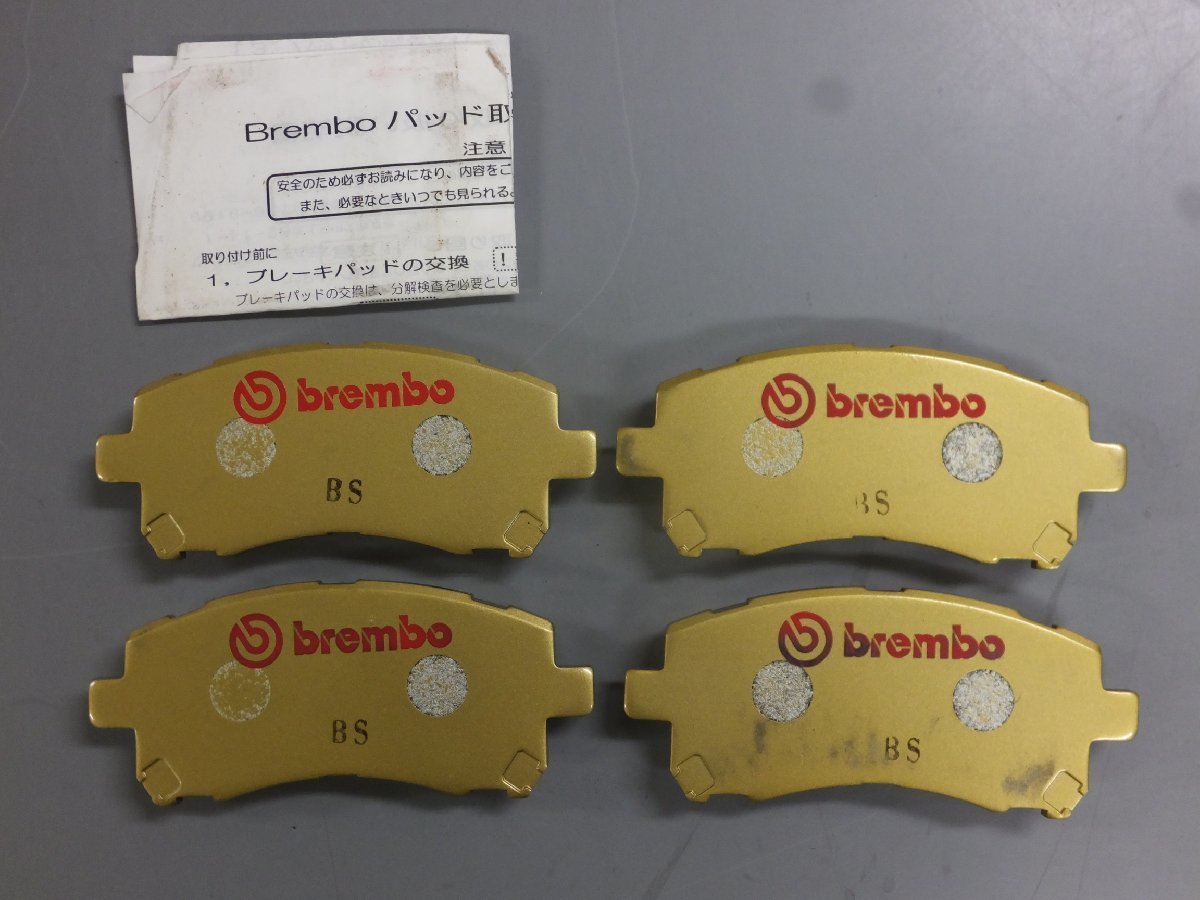 Brembo パッド取
注意
安全のため必ずお読みになり、内容をご
また、必要なときいつでも見られるよ
取り付け前に
1. ブレーキパッドの交換 !
ブレーキパッドの交換は、分解検査を必要としま
brembo
BS
brembo
BS
brembo
BS
brembo
BS